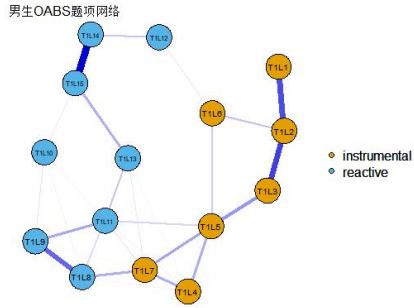 男生OABS题项网络
T1L14
T1L12
T1L1
T1L15
T1L6
T1L2
T1L10
T1L13
instrumental
reactive
T1L3
T1L11
T1L5
T1L9
T1L8
T1L7
T1L4